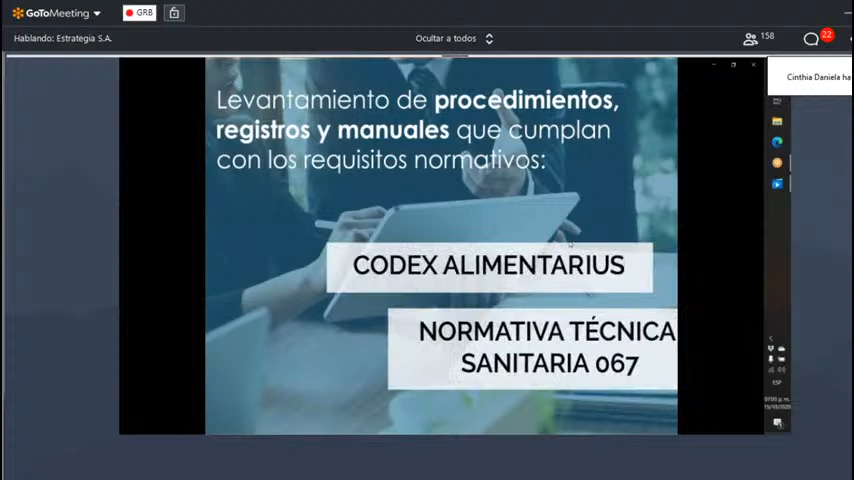 GoToMeeting
GRB
Hablando: Estrategia S.A.
Ocultar a todos
158
22
Cinthia Daniela ha
Levantamiento de procedimientos,
registros y manuales que cumplan
con los requisitos normativos:
CODEX ALIMENTARIUS
NORMATIVA TÉCNICA
SANITARIA 067
ESP